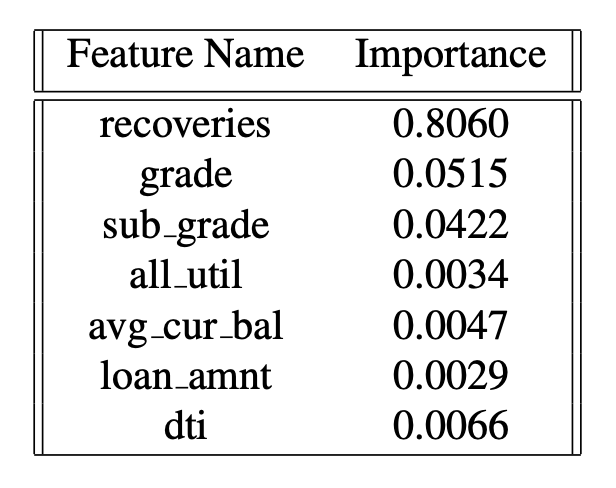 Feature Name Importance
recoveries 0.8060
grade 0.0515
sub_grade 0.0422
all_util 0.0034
avg_cur_bal 0.0047
loan_amnt 0.0029
dti 0.0066